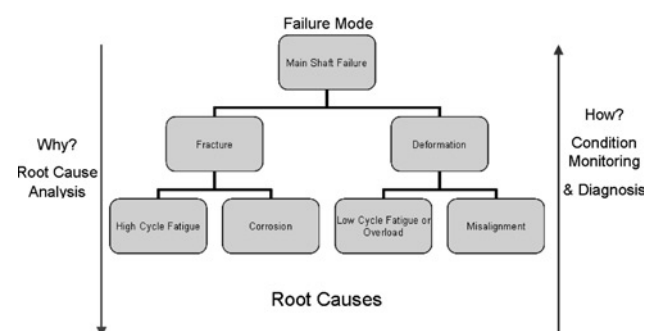 Failure Mode
Main Shaft Failure
Why?
Root Cause
Analysis
Fracture
Deformation
How?
Condition
Monitoring
& Diagnosis
High Cycle Fatigue
Corrosion
Low Cycle Fatigue or
Overload
Misalignment
Root Causes